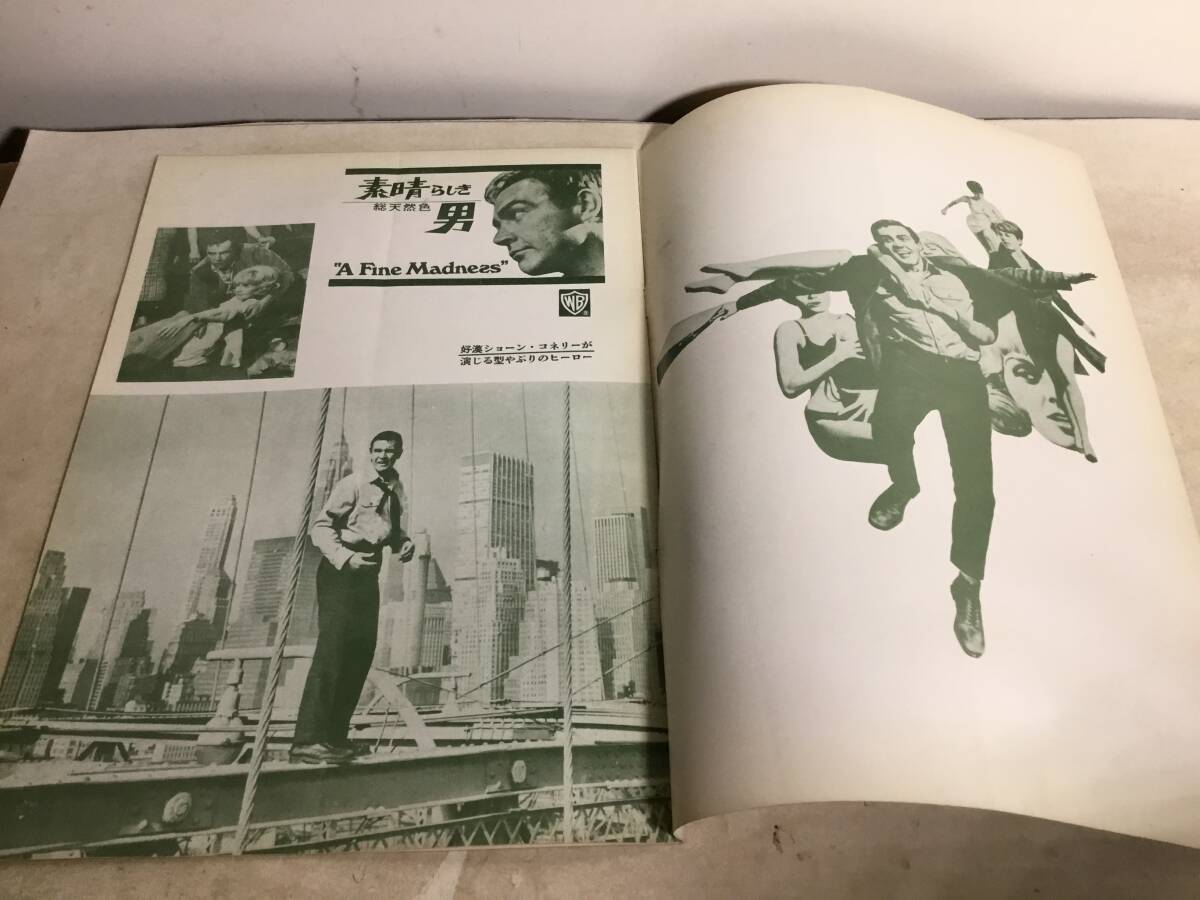 素晴らしき
総天然色
男
"A Fine Madness"
WB
好漢ショーン・コネリーが
演じる型やぶりのヒーロー